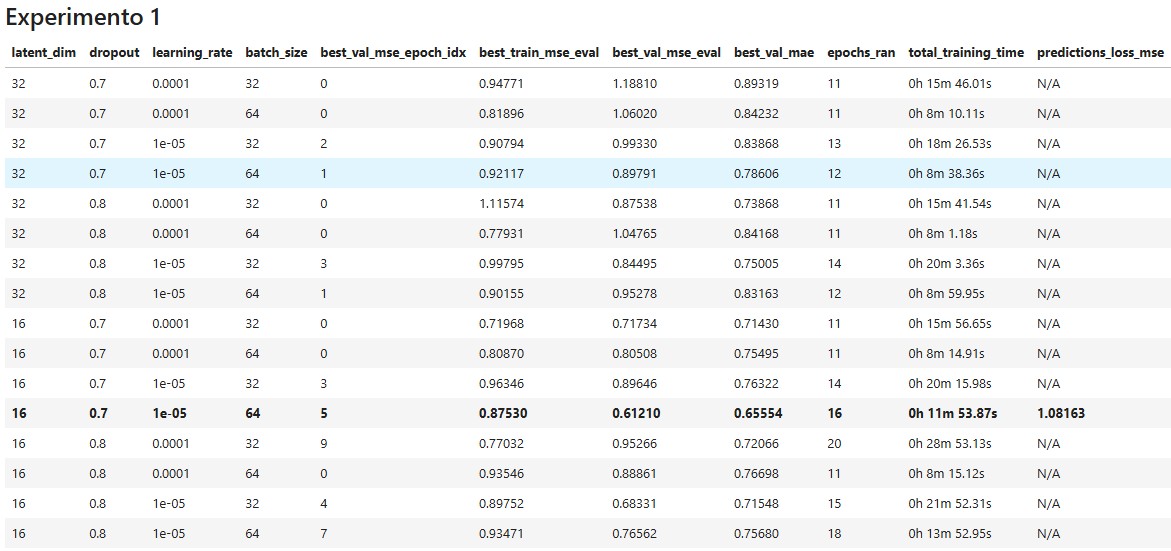 Experimento 1
latent_dim dropout learning_rate batch_size best_val_mse_epoch_idx best_train_mse_eval best_val_mse_eval best_val_mae epochs_ran total_training_time predictions_loss_mse
32 0.7 0.0001 32 0 0.94771 1.18810 0.89319 11 0h 15m 46.01s N/A
32 0.7 0.0001 64 0 0.81896 1.06020 0.84232 11 0h 8m 10.11s N/A
32 0.7 1e-05 32 2 0.90794 0.99330 0.83868 13 0h 18m 26.53s N/A
32 0.7 1e-05 64 1 0.92117 0.89791 0.78606 12 0h 8m 38.36s N/A
32 0.8 0.0001 32 0 1.11574 0.87538 0.73868 11 0h 15m 41.54s N/A
32 0.8 0.0001 64 0 0.77931 1.04765 0.84168 11 0h 8m 1.18s N/A
32 0.8 1e-05 32 3 0.99795 0.84495 0.75005 14 0h 20m 3.36s N/A
32 0.8 1e-05 64 1 0.90155 0.95278 0.83163 12 0h 8m 59.95s N/A
16 0.7 0.0001 32 0 0.71968 0.71734 0.71430 11 0h 15m 56.65s N/A
16 0.7 0.0001 64 0 0.80870 0.80508 0.75495 11 0h 8m 14.91s N/A
16 0.7 1e-05 32 3 0.96346 0.89646 0.76322 14 0h 20m 15.98s N/A
16 0.7 1e-05 64 5 0.87530 0.61210 0.65554 16 0h 11m 53.87s 1.08163
16 0.8 0.0001 32 9 0.77032 0.95266 0.72066 20 0h 28m 53.13s N/A
16 0.8 0.0001 64 0 0.93546 0.88861 0.76698 11 0h 8m 15.12s N/A
16 0.8 1e-05 32 4 0.89752 0.68331 0.71548 15 0h 21m 52.31s N/A
16 0.8 1e-05 64 7 0.93471 0.76562 0.75680 18 0h 13m 52.95s N/A